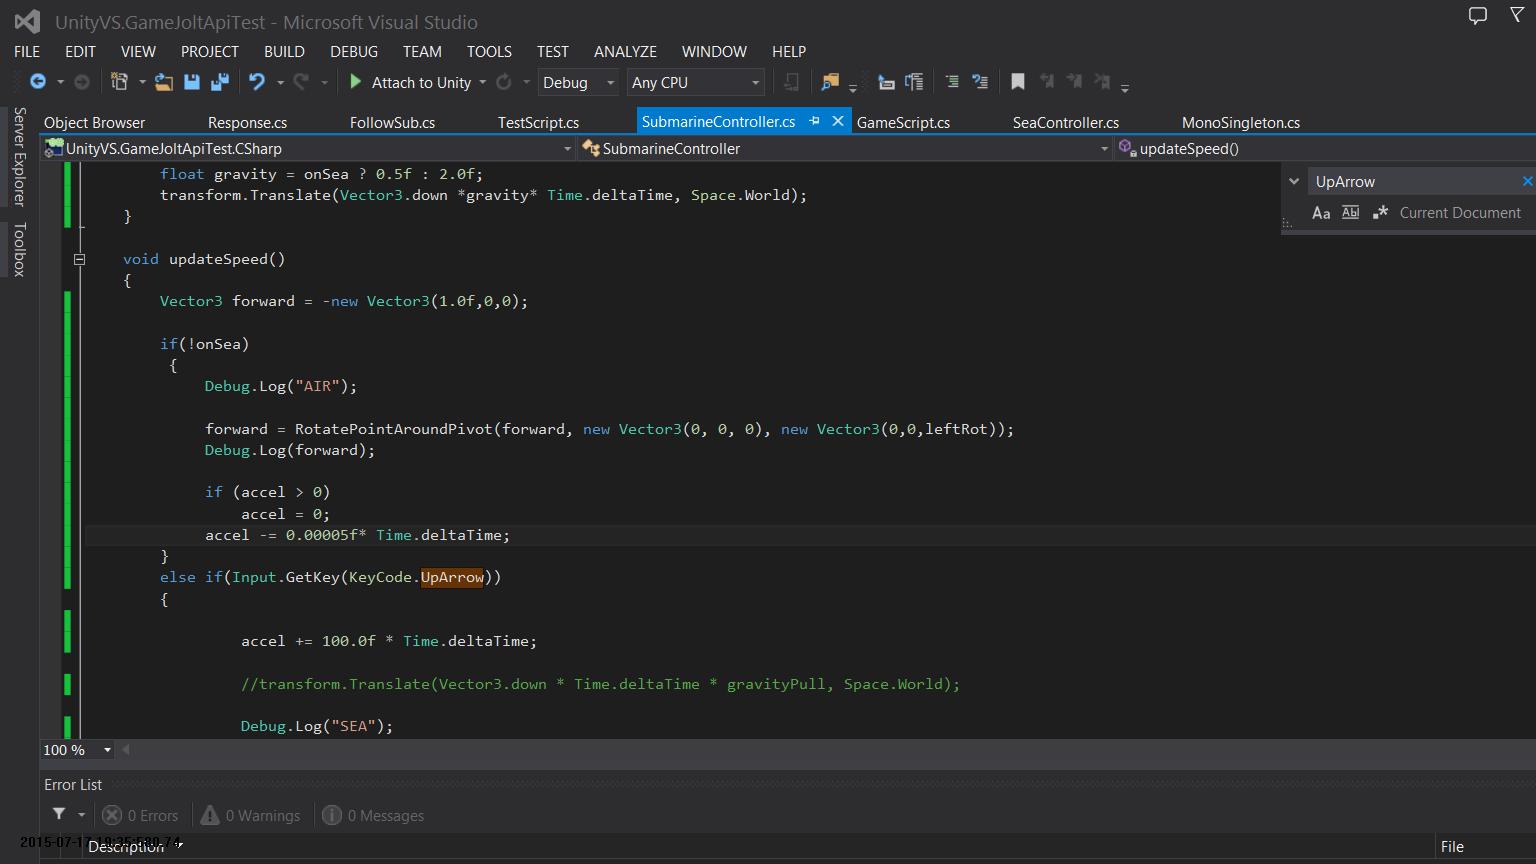 UnityVS.GameJoltApiTest - Microsoft Visual Studio
FILE EDIT VIEW PROJECT BUILD DEBUG TEAM TOOLS TEST ANALYZE WINDOW HELP
Attach to Unity Debug Any CPU
Server Explorer
Toolbox
Object Browser Response.cs FollowSub.cs TestScript.cs SubmarineController.cs GameScript.cs SeaController.cs MonoSingleton.cs
UnityVS.GameJoltApiTest.CSharp SubmarineController updateSpeed()
UpArrow
Aa Abl .* Current Document
float gravity = onSea ? 0.5f : 2.0f;
transform.Translate(Vector3.down *gravity* Time.deltaTime, Space.World);
}
void updateSpeed()
{
Vector3 forward = -new Vector3(1.0f,0,0);
if(!onSea)
{
Debug.Log("AIR");
forward = RotatePointAroundPivot(forward, new Vector3(0, 0, 0), new Vector3(0,0,leftRot));
Debug.Log(forward);
if (accel > 0)
accel = 0;
accel -= 0.00005f* Time.deltaTime;
}
else if(Input.GetKey(KeyCode.UpArrow))
{
accel += 100.0f * Time.deltaTime;
//transform.Translate(Vector3.down * Time.deltaTime * gravityPull, Space.World);
Debug.Log("SEA");
100 %
Error List
0 Errors 0 Warnings 0 Messages
Description File